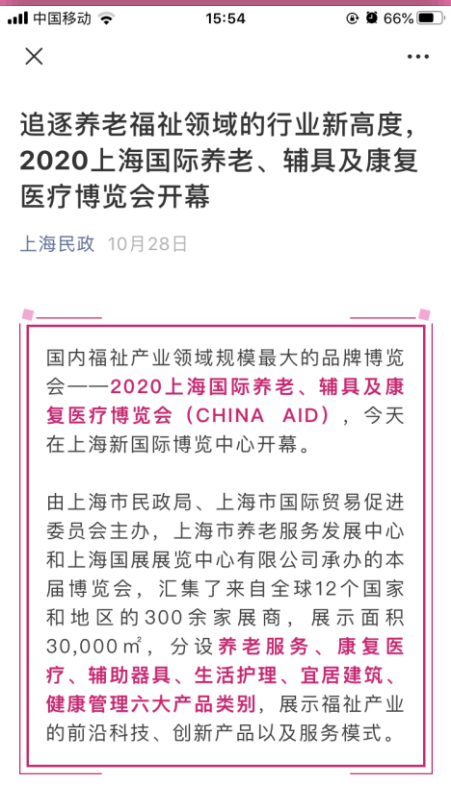 中国移动 15:54 66%
追逐养老福祉领域的行业新高度，
2020上海国际养老、辅具及康复
医疗博览会开幕
上海民政 10月28日
国内福祉产业领域规模最大的品牌博览
会——2020上海国际养老、辅具及康
复医疗博览会（CHINA AID），今天
在上海新国际博览中心开幕。
由上海市民政局、上海市国际贸易促进
委员会主办，上海市养老服务发展中心
和上海国展展览中心有限公司承办的本
届博览会，汇集了来自全球12个国家
和地区的300余家展商，展示面积
30,000㎡，分设养老服务、康复医
疗、辅助器具、生活护理、宜居建筑、
健康管理六大产品类别，展示福祉产业
的前沿科技、创新产品以及服务模式。